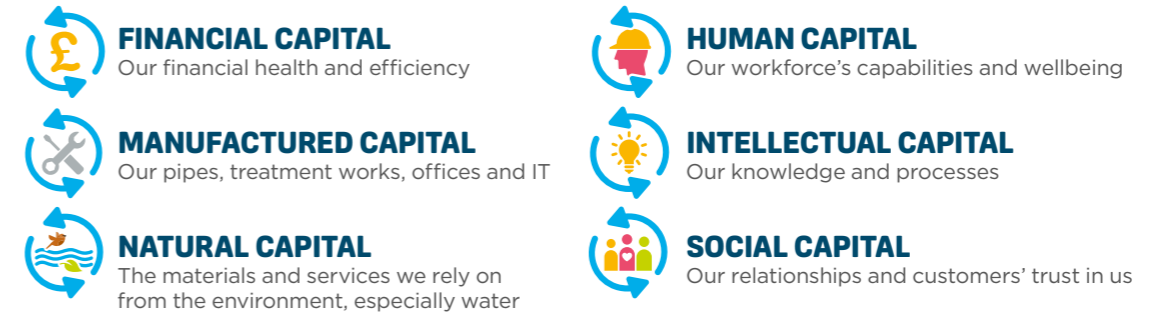 £
FINANCIAL CAPITAL
Our financial health and efficiency
MANUFACTURED CAPITAL
Our pipes, treatment works, offices and IT
NATURAL CAPITAL
The materials and services we rely on
from the environment, especially water
HUMAN CAPITAL
Our workforce’s capabilities and wellbeing
INTELLECTUAL CAPITAL
Our knowledge and processes
SOCIAL CAPITAL
Our relationships and customers’ trust in us